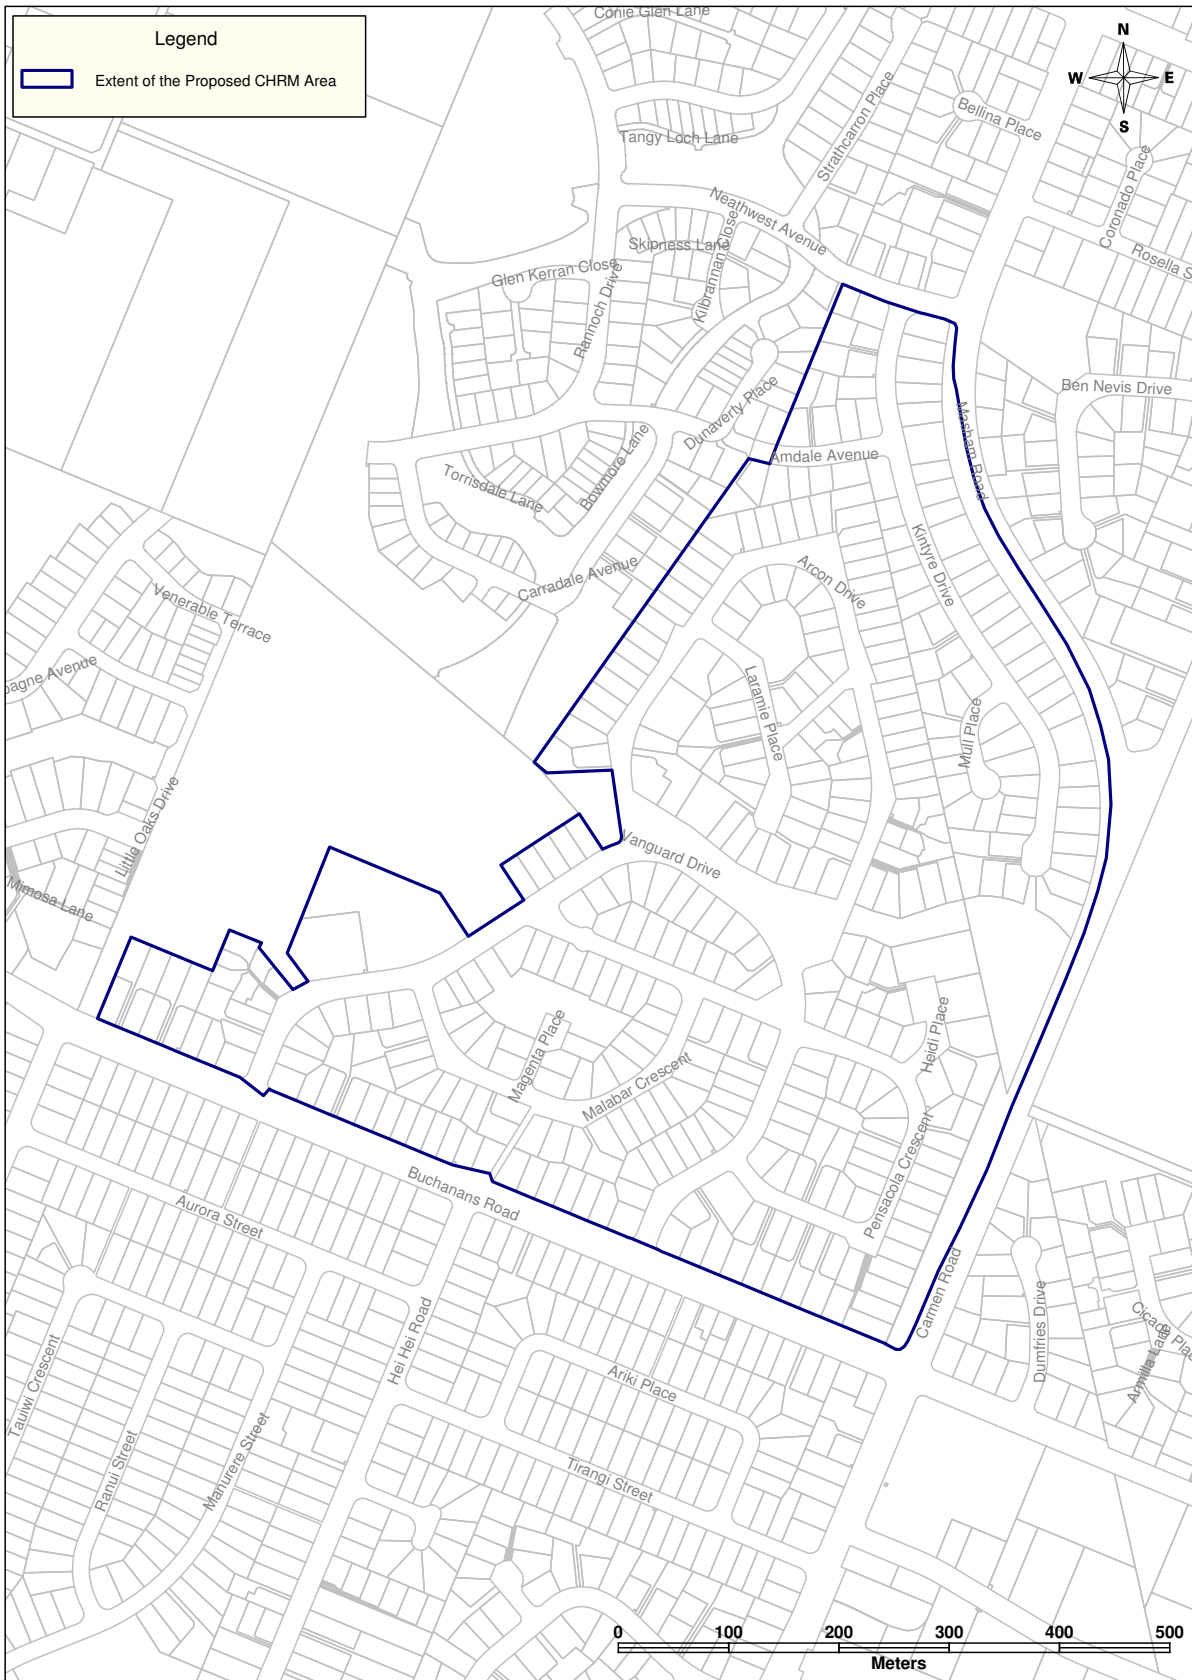 Legend
Extent of the Proposed CHRM Area
N
W
E
S
Conie Glen Lane
Strathcarron Place
Bellina Place
Tangy Loch Lane
Coronado Place
Neathwest Avenue
Skipness Lane
Kilbrannan Close
Rosella S
Glen Kerran Close
Rannoch Drive
Ben Nevis Drive
Dunaverty Place
Masham Road
Amdale Avenue
Bowmore Lane
Torrisdale Lane
Kintyre Drive
Carradale Avenue
Arcon Drive
Venerable Terrace
pagne Avenue
Laramie Place
Mull Place
Little Oaks Drive
Vanguard Drive
Mimosa Lane
Heidi Place
Magenta Place
Malabar Crescent
Pensacola Crescent
Buchanans Road
Aurora Street
Carmen Road
Dumfries Drive
Hei Hei Road
Tauiwi Crescent
Ariki Place
Armilla Lane
Ranui Street
Manurere Street
Tirangi Street
0 100 200 300 400 500
Meters